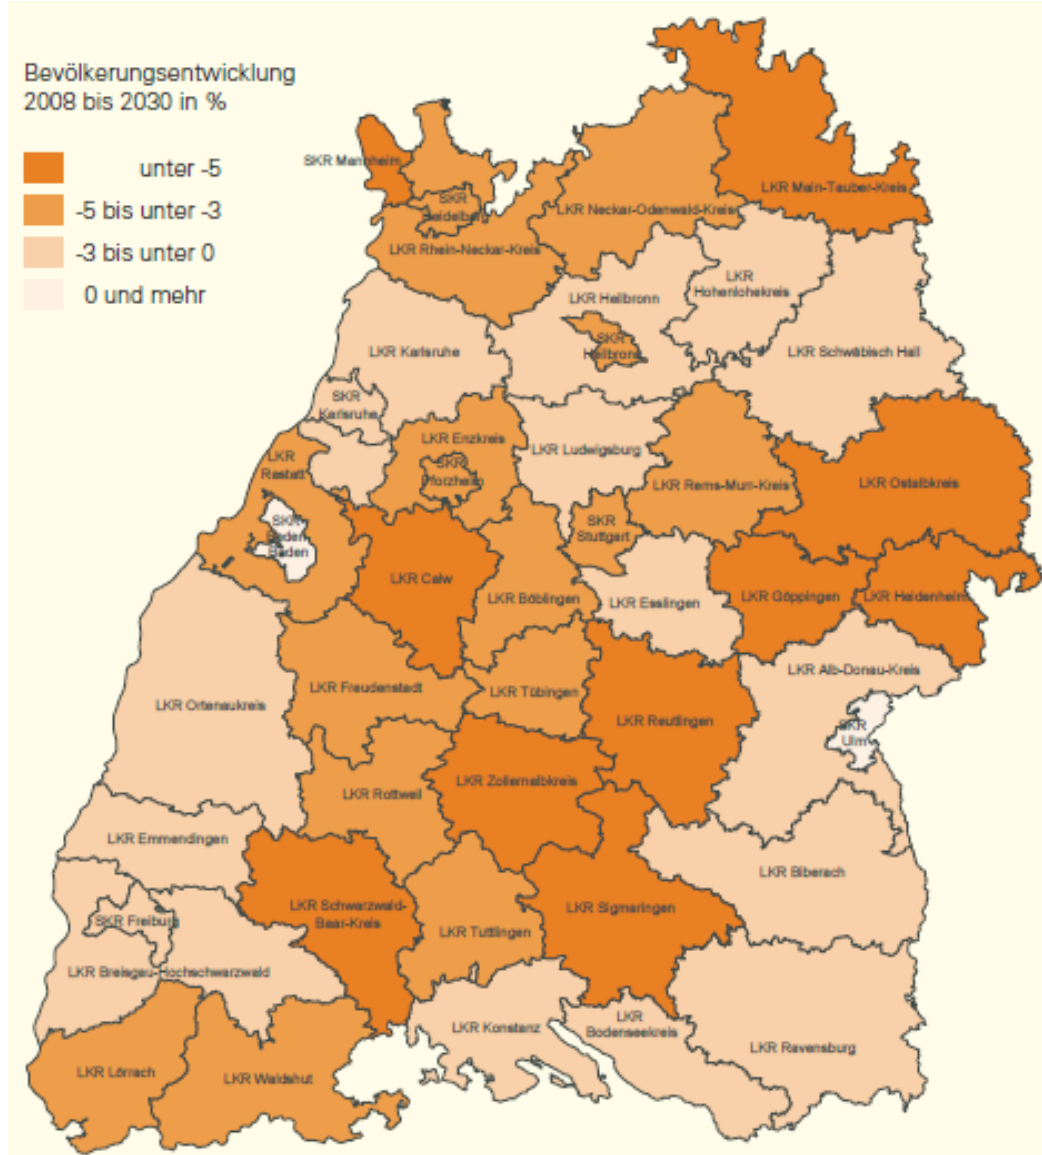 Bevölkerungsentwicklung
2008 bis 2030 in %
unter -5
-5 bis unter -3
-3 bis unter 0
0 und mehr
SKR Mannheim
LKR Main-Tauber-Kreis
SKR
Heidelberg
LKR Neckar-Odenwald-Kreis
LKR Rhein-Neckar-Kreis
LKR
Hohenlohekreis
LKR Heilbronn
SKR
Heilbronn
LKR Karlsruhe
LKR Schwäbisch Hall
SKR
Karlsruhe
LKR Enzkreis
LKR Ludwigsburg
LKR
Rastatt
SKR
Pforzheim
LKR Rems-Murr-Kreis
LKR Ostalbkreis
SKR
Baden
Baden
SKR
Stuttgart
LKR Calw
LKR Böblingen
LKR Esslingen
LKR Göppingen
LKR Heidenheim
LKR Alb-Donau-Kreis
LKR Freudenstadt
LKR Tübingen
LKR Ortenaukreis
LKR Reutlingen
SKR
Ulm
LKR Zollernalbkreis
LKR Rottweil
LKR Emmendingen
LKR Biberach
LKR Schwarzwald-
Baar-Kreis
LKR Sigmaringen
SKR Freiburg
LKR Tuttlingen
LKR Breisgau-Hochschwarzwald
LKR Konstanz
LKR
Bodenseekreis
LKR Ravensburg
LKR Lörrach
LKR Waldshut